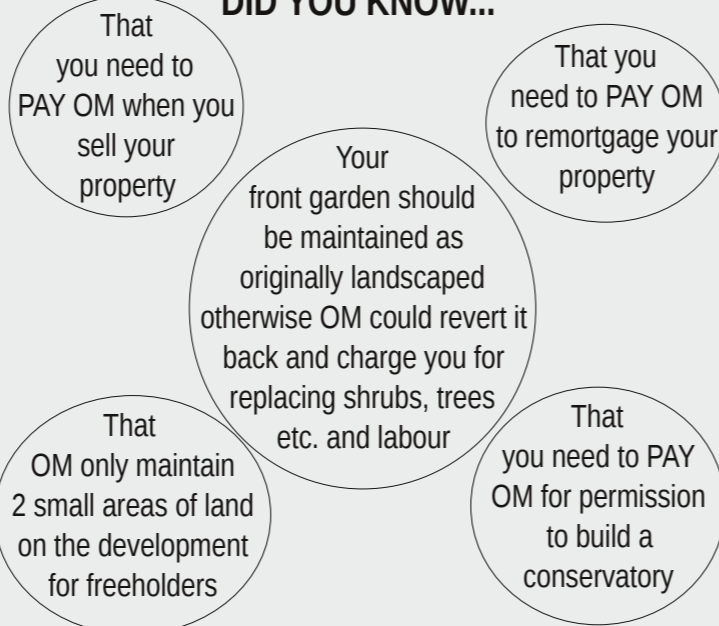 DID YOU KNOW...
That
you need to
PAY OM when you
sell your
property
That you
need to PAY OM
to remortgage your
property
Your
front garden should
be maintained as
originally landscaped
otherwise OM could revert it
back and charge you for
replacing shrubs, trees
etc. and labour
That
OM only maintain
2 small areas of land
on the development
for freeholders
That
you need to PAY
OM for permission
to build a
conservatory